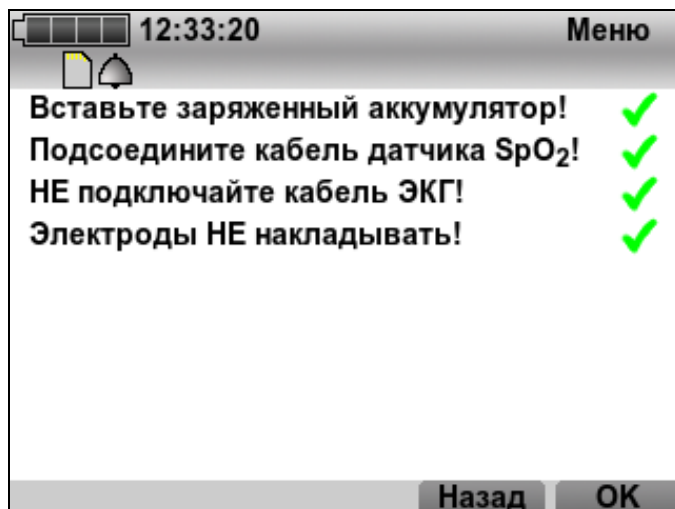 12:33:20 Меню
Вставьте заряженный аккумулятор!
Подсоедините кабель датчика SpO₂!
НЕ подключайте кабель ЭКГ!
Электроды НЕ накладывать!
Назад OK